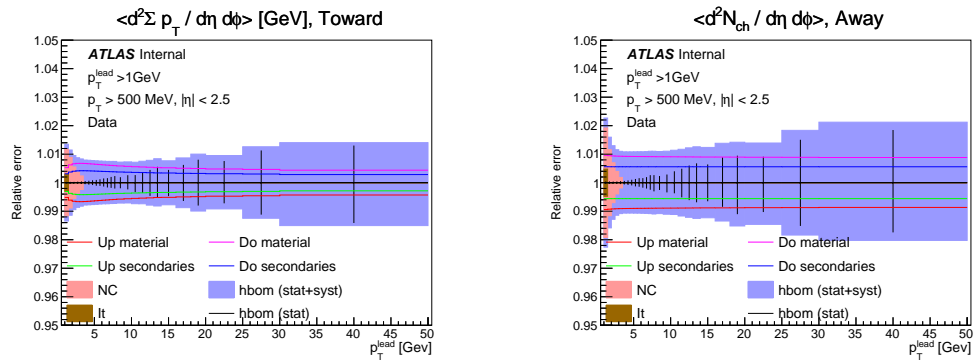 <d²Σ p_T / dη dφ> [GeV], Toward
Relative error
1.05
1.04
1.03
1.02
1.01
1
0.99
0.98
0.97
0.96
0.95
ATLAS Internal
p_T^lead >1GeV
p_T > 500 MeV, |η| < 2.5
Data
Up material
Do material
Up secondaries
Do secondaries
NC
hbom (stat+syst)
It
hbom (stat)
5 10 15 20 25 30 35 40 45 50
p_T^lead [Gev]
<d²N_ch / dη dφ>, Away
Relative error
1.05
1.04
1.03
1.02
1.01
1
0.99
0.98
0.97
0.96
0.95
ATLAS Internal
p_T^lead >1GeV
p_T > 500 MeV, |η| < 2.5
Data
Up material
Do material
Up secondaries
Do secondaries
NC
hbom (stat+syst)
It
hbom (stat)
5 10 15 20 25 30 35 40 45 50
p_T^lead [Gev]